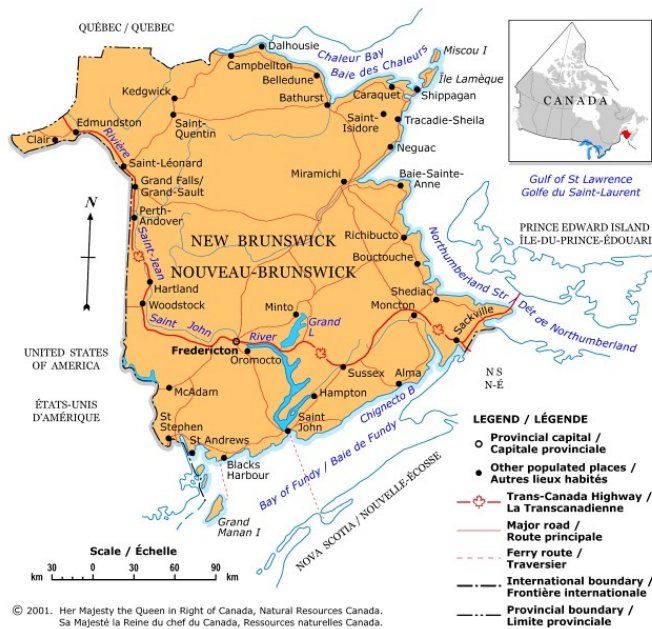 QUÉBEC/ QUEBEC
Dalhousie
Campbellton
Chaleur Bay
Baie des Chaleurs
Miscou I
Île Lamèque
Belledune
Kedgwick
Bathurst
Caraquet
Shippagan
Saint-
Quentin
Saint-
Isidore
Tracadie-Sheila
Edmundston
Clair
Rivière
Neguac
Saint-Léonard
Grand Falls/
Grand-Sault
Miramichi
Baie-Sainte-
Anne
CANADA
Gulf of St Lawrence
Golfe du Saint-Laurent
N
Perth-
Andover
Saint-Jean
NEW BRUNSWICK
NOUVEAU-BRUNSWICK
Richibucto
Bouctouche
PRINCE EDWARD ISLAND
ÎLE-DU-PRINCE-ÉDOUARD
Northumberland Str
Dét de Northumberland
Hartland
Woodstock
Shediac
Moncton
Minto
Grand
L
Saint John River
Sackville
Fredericton
Oromocto
UNITED STATES
OF AMERICA
ÉTATS-UNIS
D'AMÉRIQUE
N S
N-É
Sussex
Alma
McAdam
Hampton
Chignecto B
St
Stephen
St Andrews
Saint
John
Blacks
Harbour
Bay of Fundy / Baie de Fundy
Grand
Manan I
NOVA SCOTIA / NOUVELLE-ÉCOSSE
LEGEND / LÉGENDE
Provincial capital /
Capitale provinciale
Other populated places /
Autres lieux habités
Trans-Canada Highway /
La Transcanadienne
Major road /
Route principale
Ferry route /
Traversier
International boundary /
Frontière internationale
Provincial boundary /
Limite provinciale
Scale / Échelle
30 0 30 60 90
km km
© 2001. Her Majesty the Queen in Right of Canada, Natural Resources Canada.
Sa Majesté la Reine du chef du Canada, Ressources naturelles Canada.